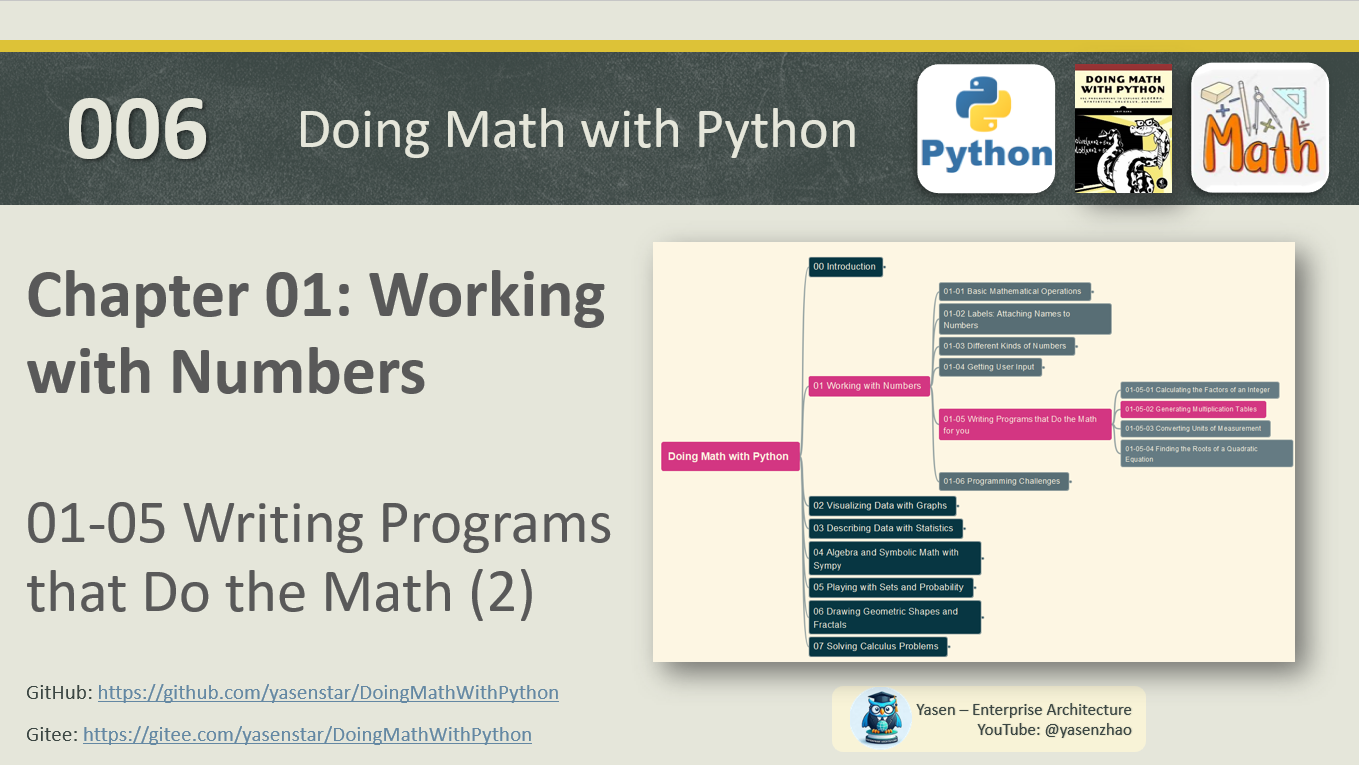 006
Doing Math with Python
Python
DOING MATH
WITH PYTHON
Math
Chapter 01: Working
with Numbers
01-05 Writing Programs
that Do the Math (2)
GitHub: https://github.com/yasenstar/DoingMathWithPython
Gitee: https://gitee.com/yasenstar/DoingMathWithPython
Doing Math with Python
00 Introduction
01 Working with Numbers
01-01 Basic Mathematical Operations
01-02 Labels: Attaching Names to
Numbers
01-03 Different Kinds of Numbers
01-04 Getting User Input
01-05 Writing Programs that Do the Math
for you
01-05-01 Calculating the Factors of an Integer
01-05-02 Generating Multiplication Tables
01-05-03 Converting Units of Measurement
01-05-04 Finding the Roots of a Quadratic
Equation
01-06 Programming Challenges
02 Visualizing Data with Graphs
03 Describing Data with Statistics
04 Algebra and Symbolic Math with
Sympy
05 Playing with Sets and Probability
06 Drawing Geometric Shapes and
Fractals
07 Solving Calculus Problems
Yasen – Enterprise Architecture
YouTube: @yasenzhao